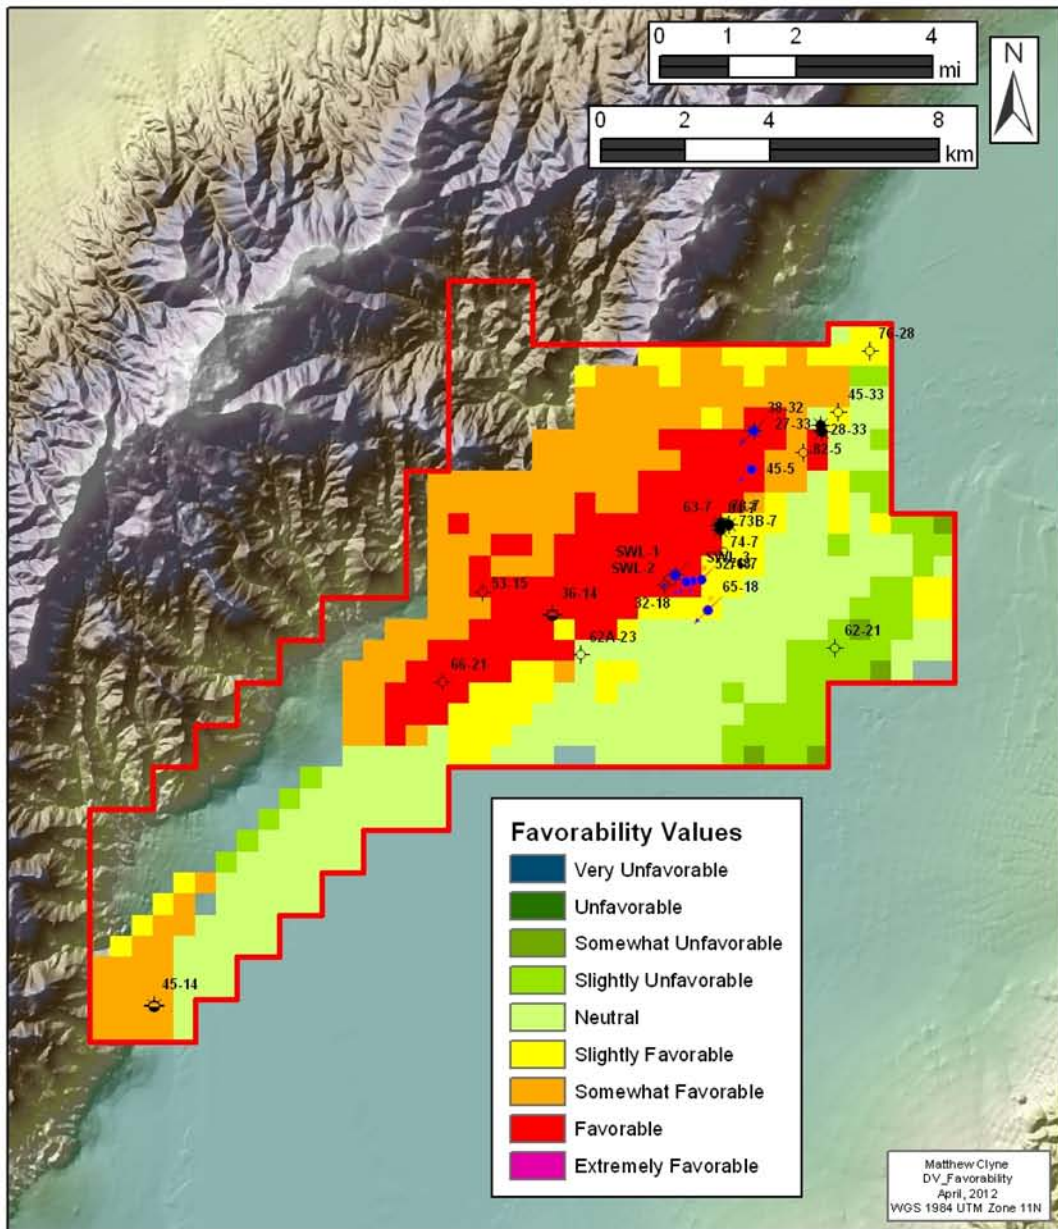 0 1 2 4
mi
N
0 2 4 8
km
76-28
45-33
38-32
27-33
28-33
82-5
45-5
63-7
73B-7
74-7
SWL-1
SWL-3
SWL-2
53-15
65-18
36-14
32-18
62A-23
62-21
66-21
45-14
Favorability Values
Very Unfavorable
Unfavorable
Somewhat Unfavorable
Slightly Unfavorable
Neutral
Slightly Favorable
Somewhat Favorable
Favorable
Extremely Favorable
Matthew Clyne
DV_Favorability
April, 2012
WGS 1984 UTM Zone 11N